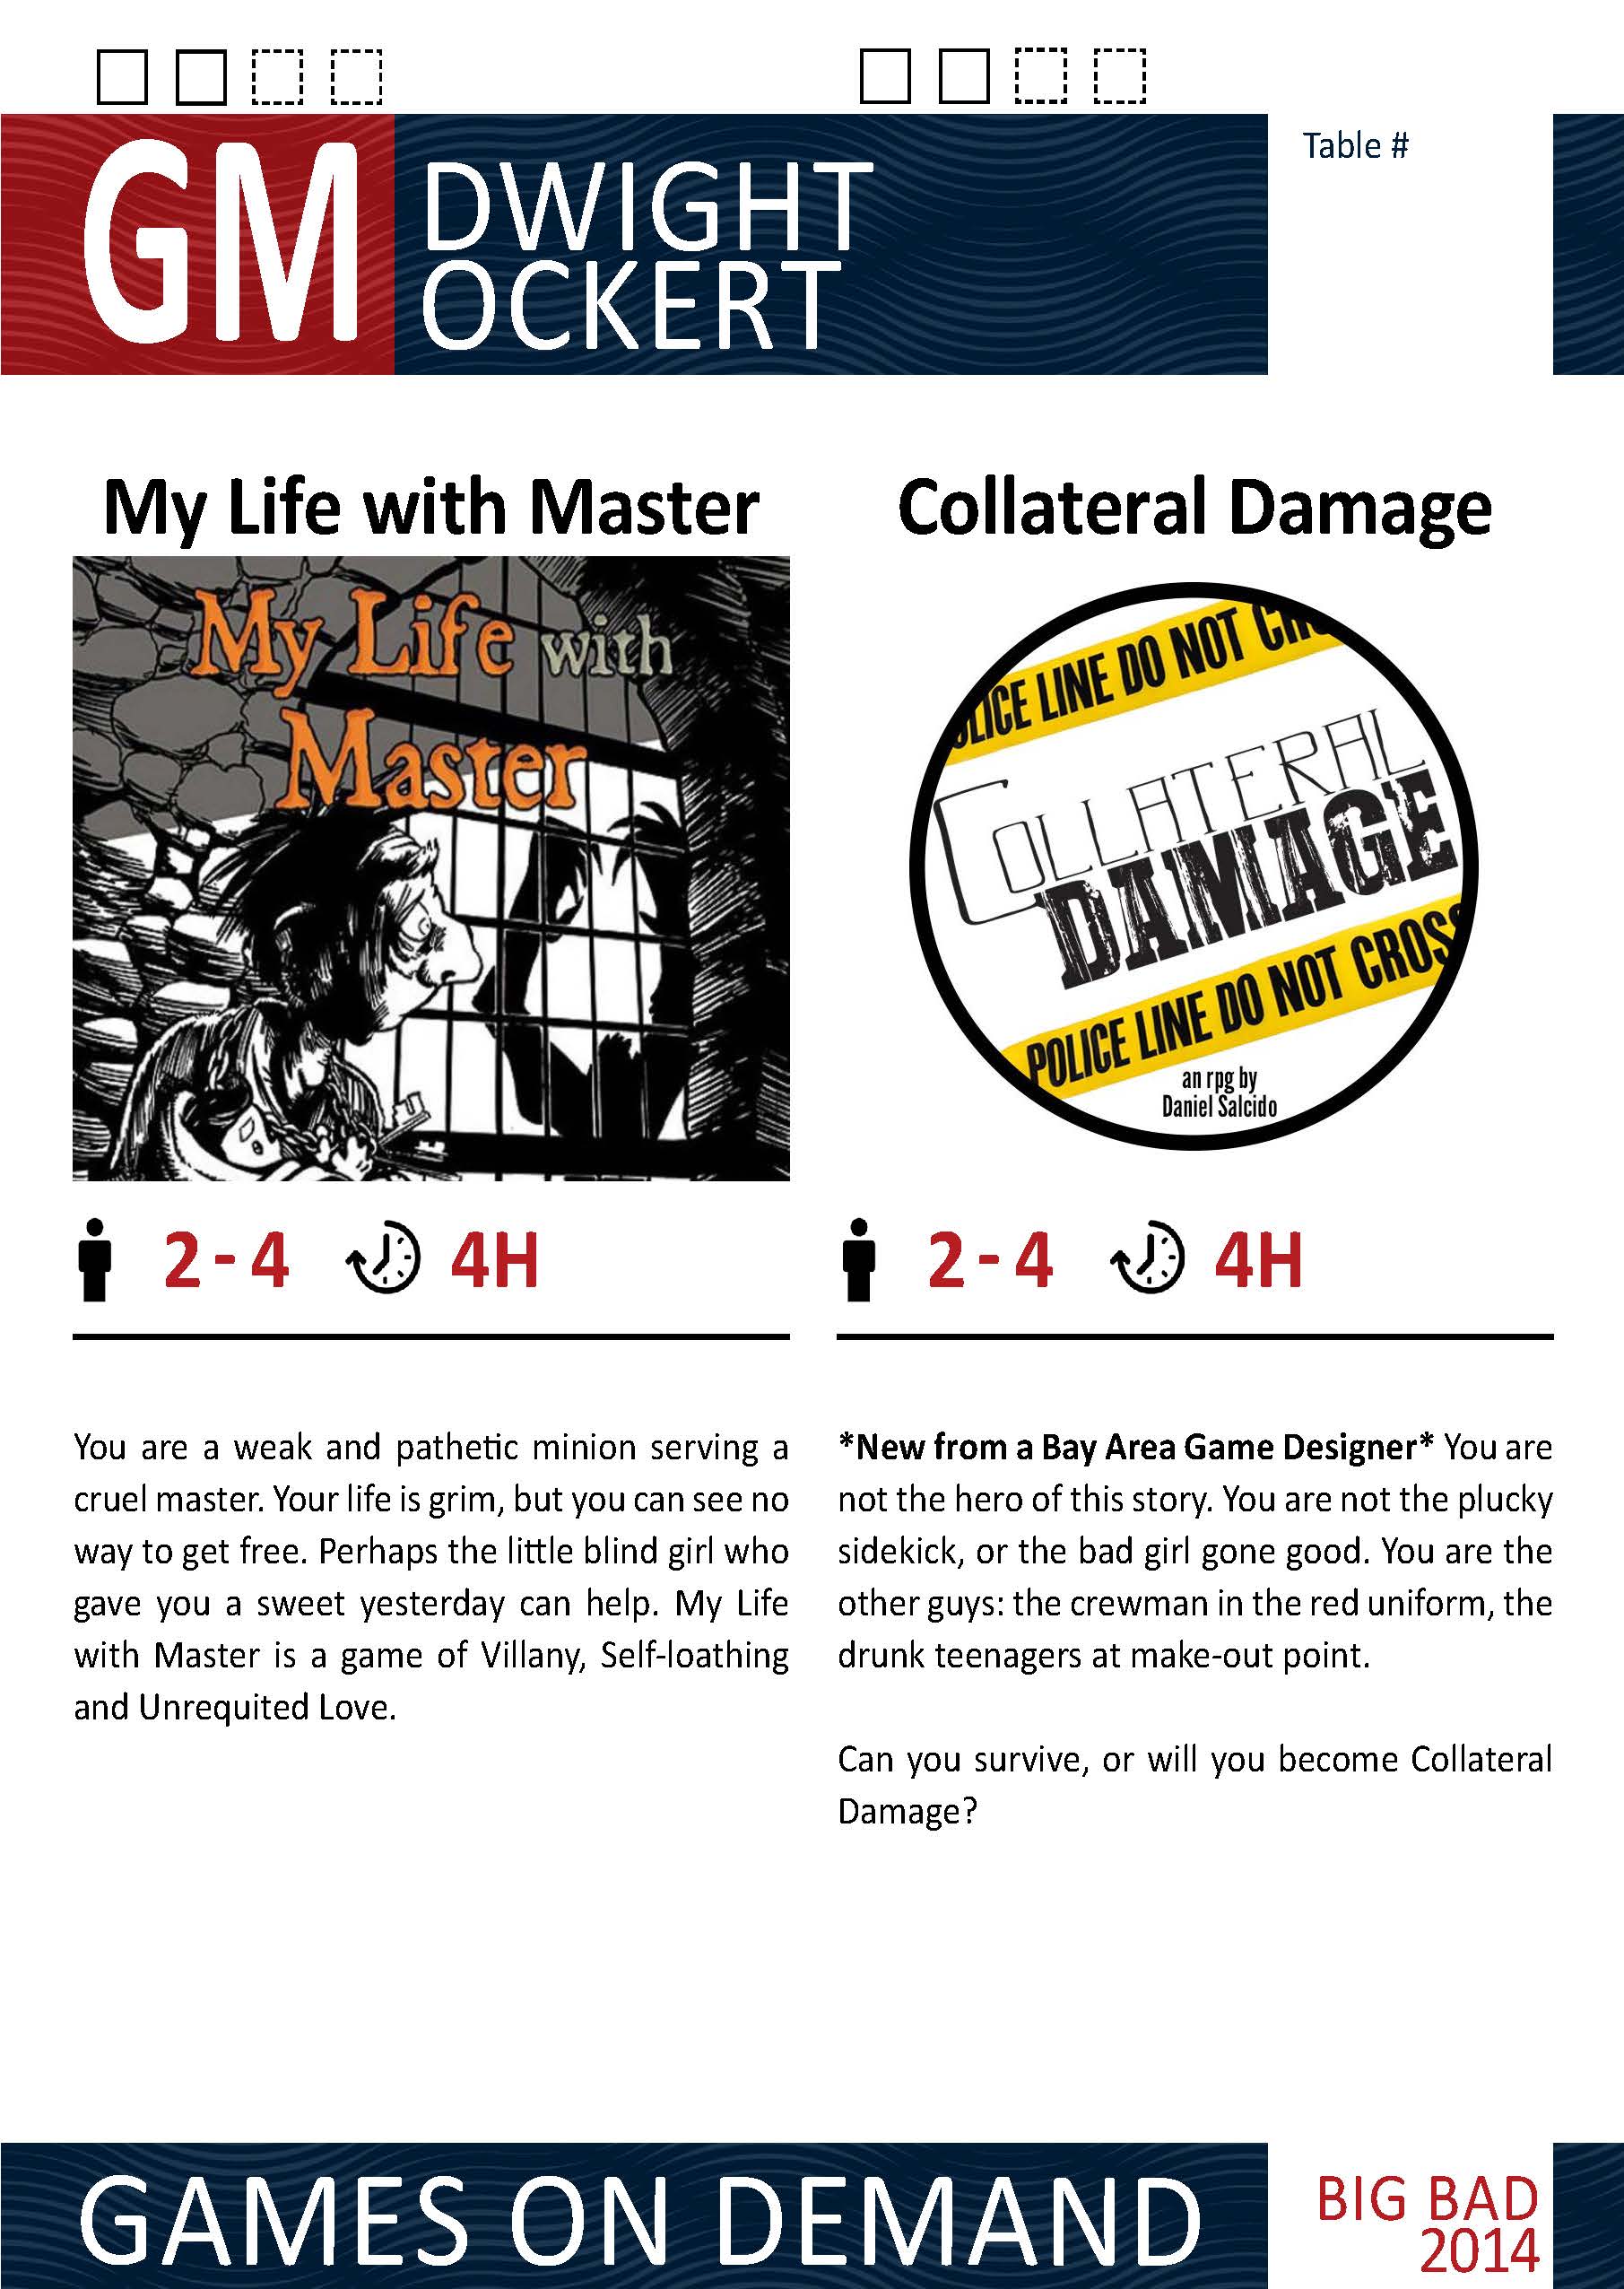 GM
DWIGHT
OCKERT
Table #
My Life with Master
My Life with
Master
2 - 4
4H
You are a weak and pathetic minion serving a
cruel master. Your life is grim, but you can see no
way to get free. Perhaps the little blind girl who
gave you a sweet yesterday can help. My Life
with Master is a game of Villany, Self-loathing
and Unrequited Love.
Collateral Damage
LICE LINE DO NOT CRO
COLLATERAL
DAMAGE
POLICE LINE DO NOT CROSS
an rpg by
Daniel Salcido
2 - 4
4H
*New from a Bay Area Game Designer* You are
not the hero of this story. You are not the plucky
sidekick, or the bad girl gone good. You are the
other guys: the crewman in the red uniform, the
drunk teenagers at make-out point.
Can you survive, or will you become Collateral
Damage?
GAMES ON DEMAND
BIG BAD
2014